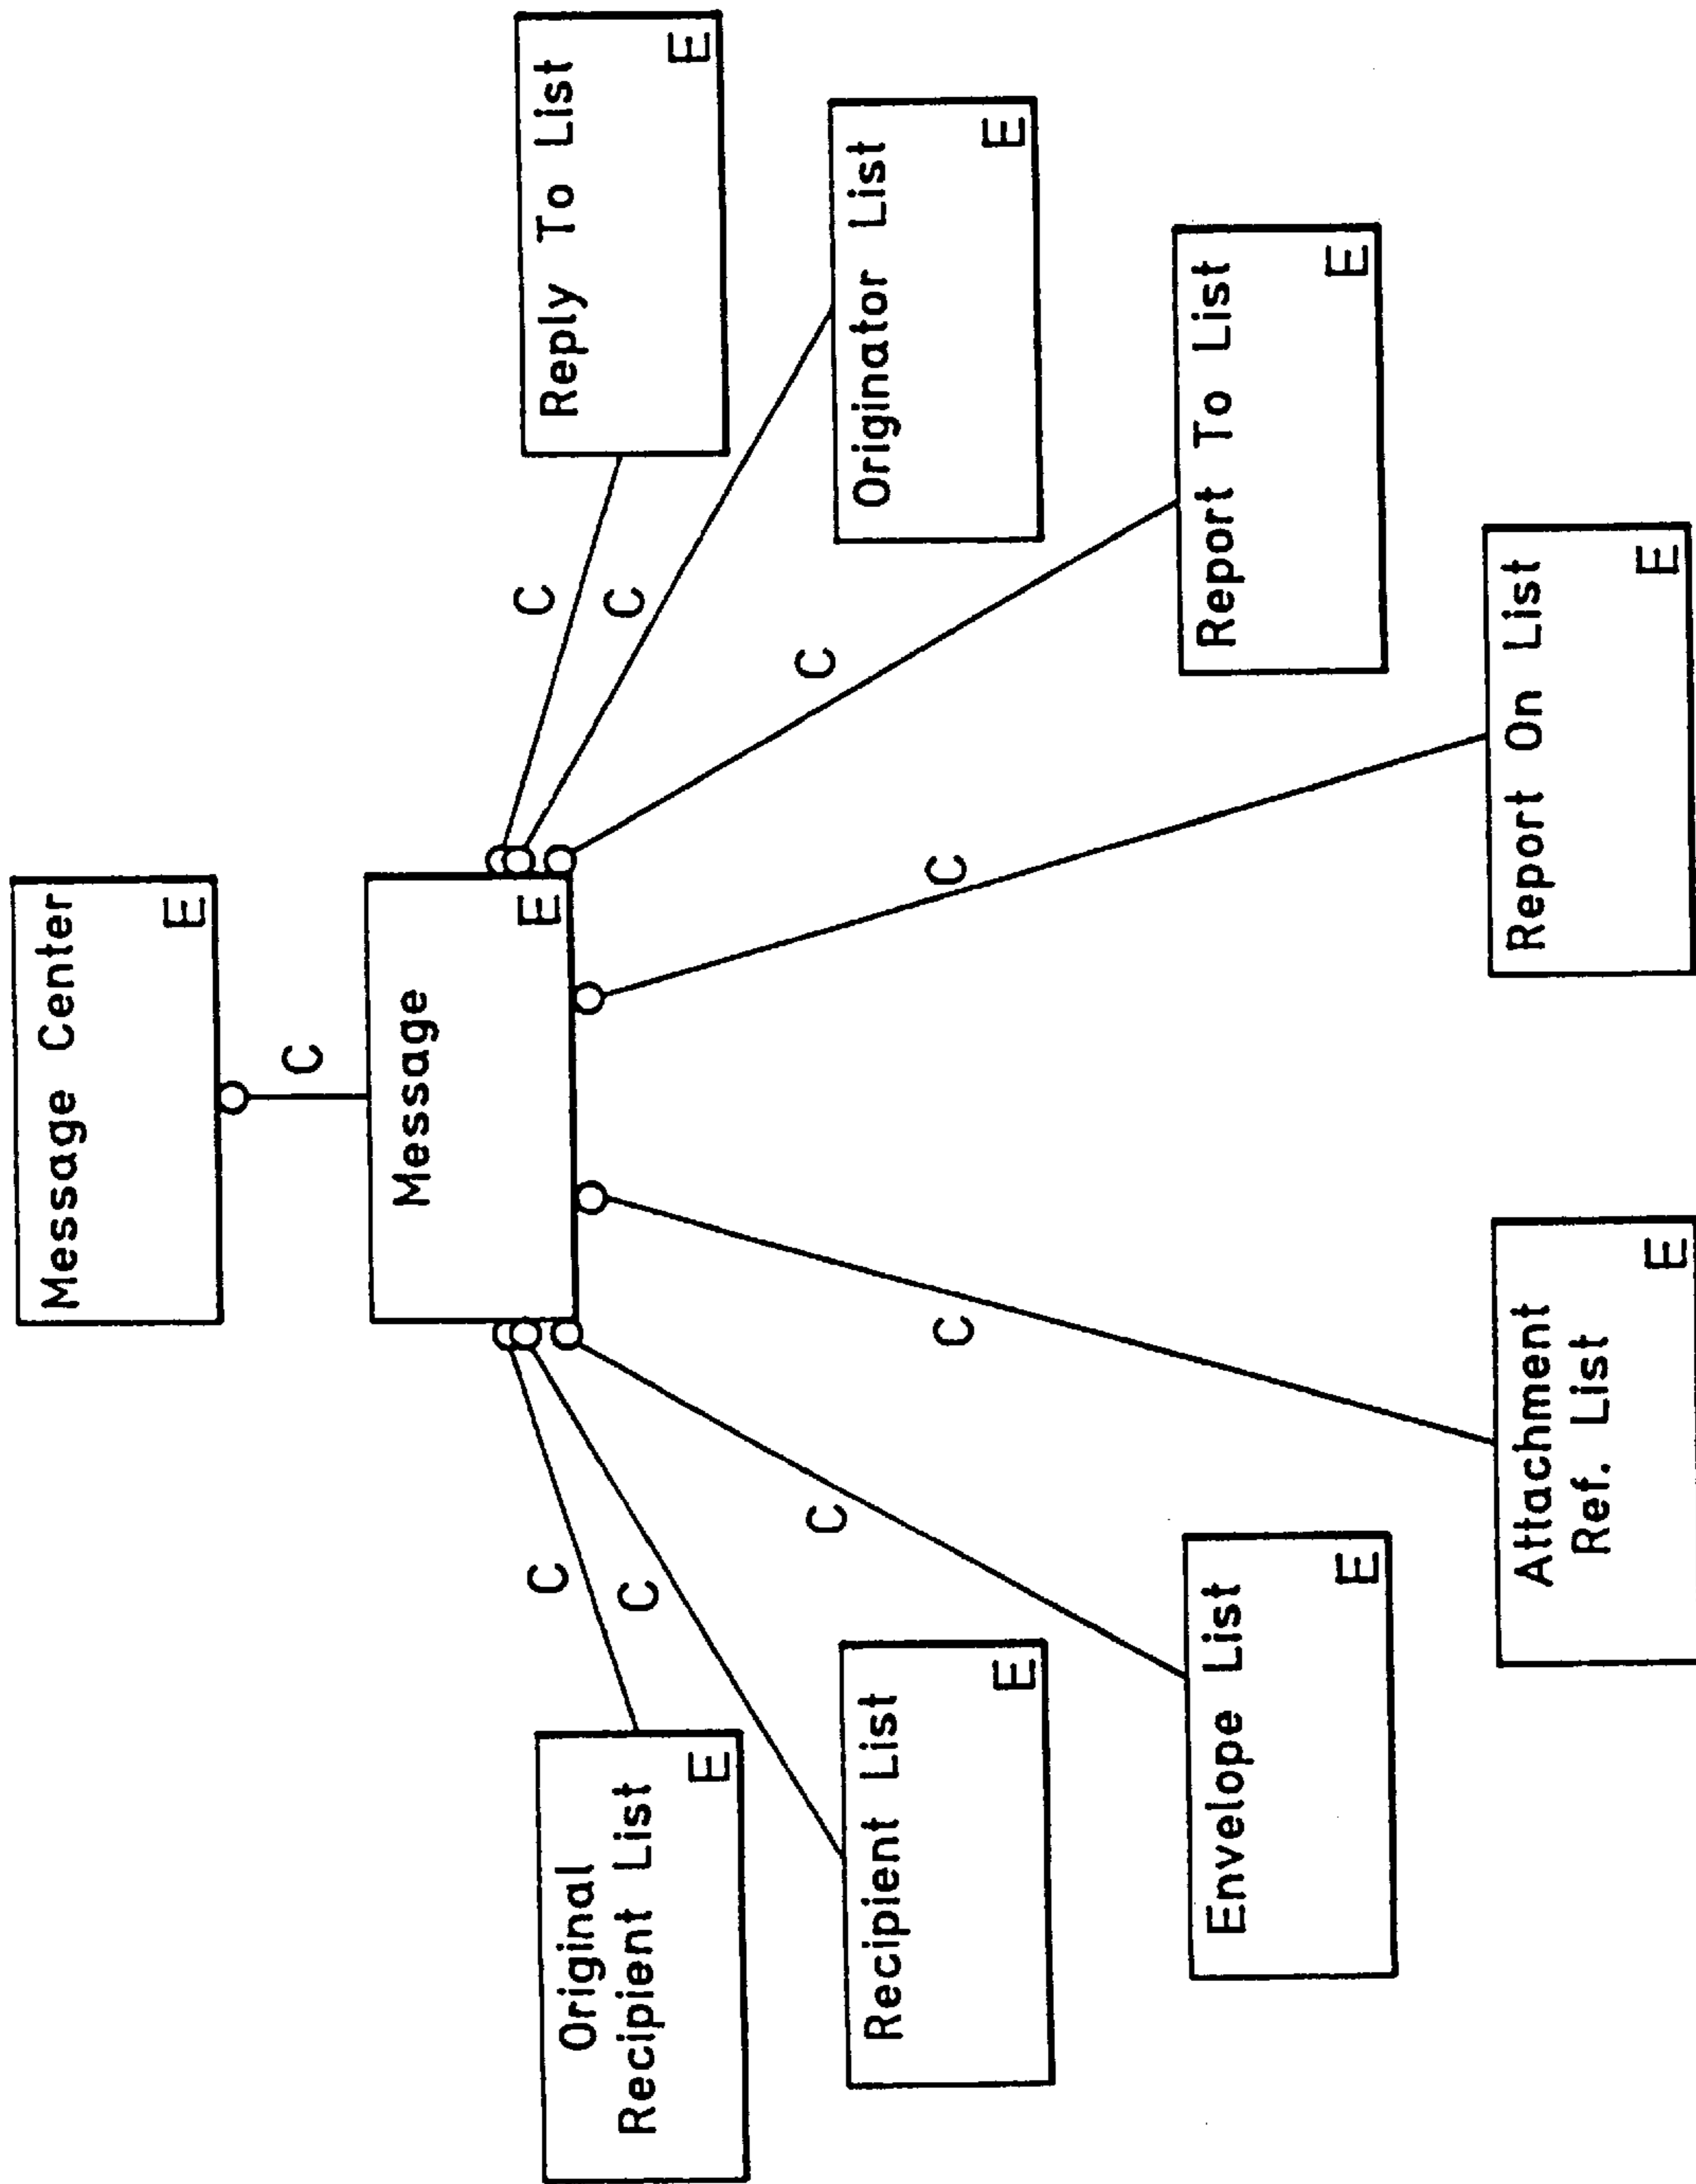 Message Center
E
C
Message
E
C
C
C
C
C
C
C
C
Original
Recipient List
E
Recipient List
E
Envelope List
E
Attachment
Ref. List
E
Report On List
E
Report To List
E
Originator List
E
Reply To List
E